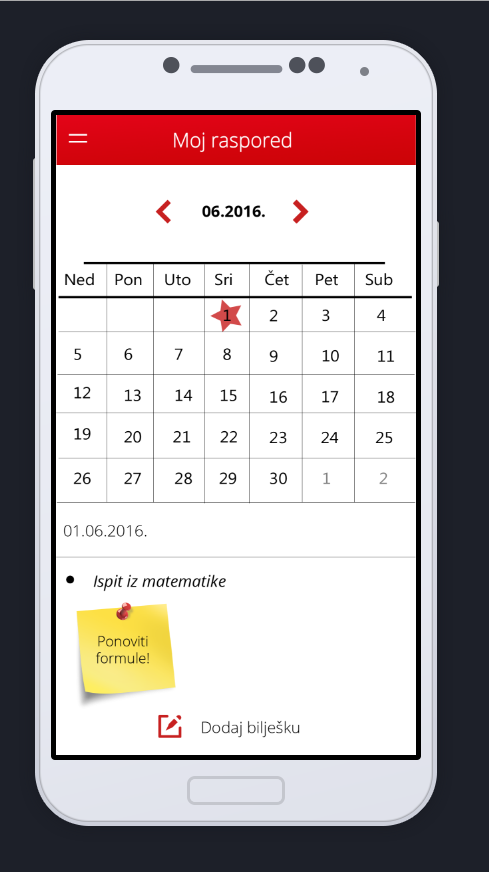 Moj raspored
06.2016.
Ned Pon Uto Sri Čet Pet Sub
1 2 3 4
5 6 7 8 9 10 11
12 13 14 15 16 17 18
19 20 21 22 23 24 25
26 27 28 29 30 1 2
01.06.2016.
Ispit iz matematike
Ponoviti
formule!
Dodaj bilješku